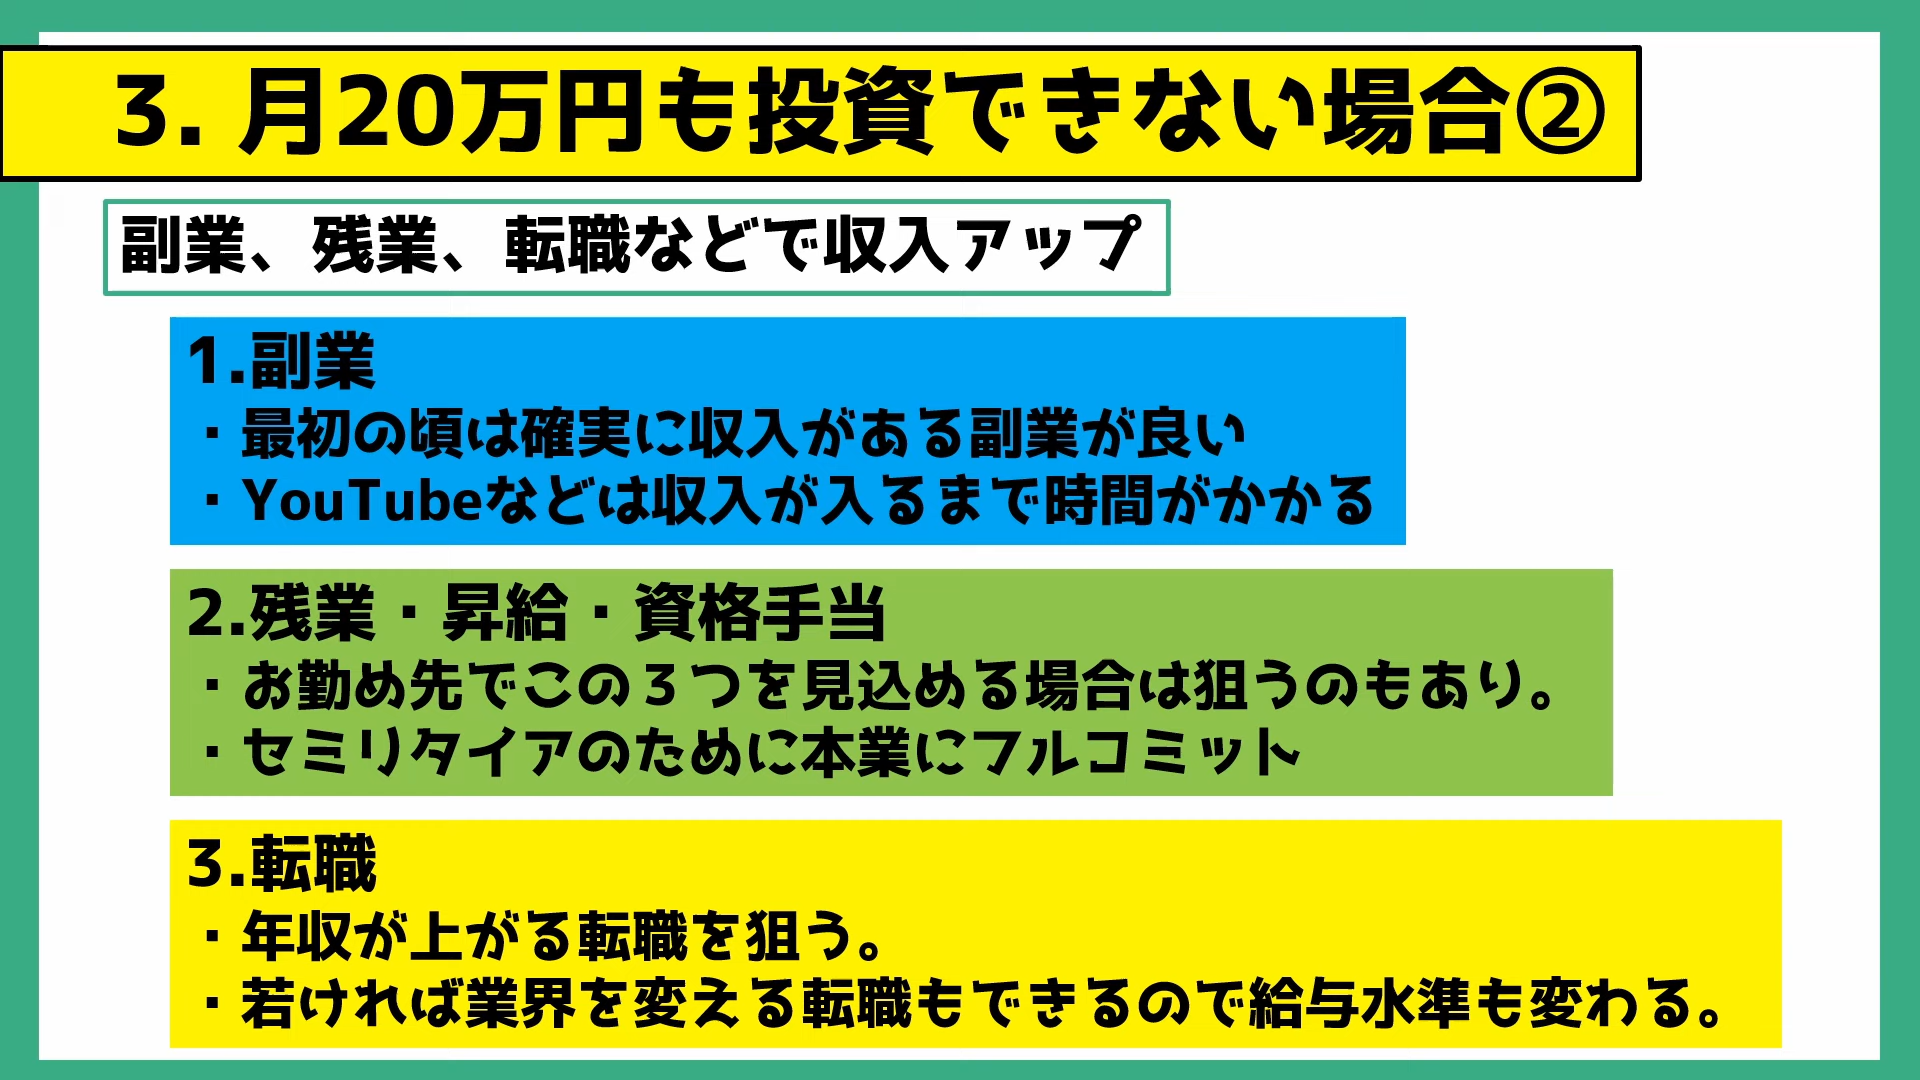 3. 月20万円も投資できない場合②
副業、残業、転職などで収入アップ
1.副業
・最初の頃は確実に収入がある副業が良い
・YouTubeなどは収入が入るまで時間がかかる
2.残業・昇給・資格手当
・お勤め先でこの３つを見込める場合は狙うのもあり。
・セミリタイアのために本業にフルコミット
3.転職
・年収が上がる転職を狙う。
・若ければ業界を変える転職もできるので給与水準も変わる。